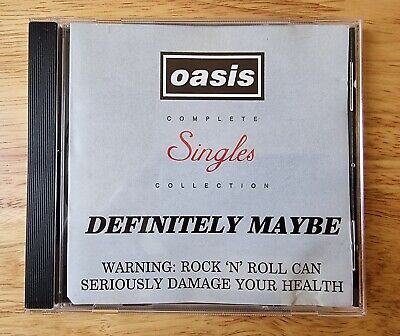 oasis
COMPLETE
Singles
COLLECTION
DEFINITELY MAYBE
WARNING: ROCK 'N' ROLL CAN
SERIOUSLY DAMAGE YOUR HEALTH